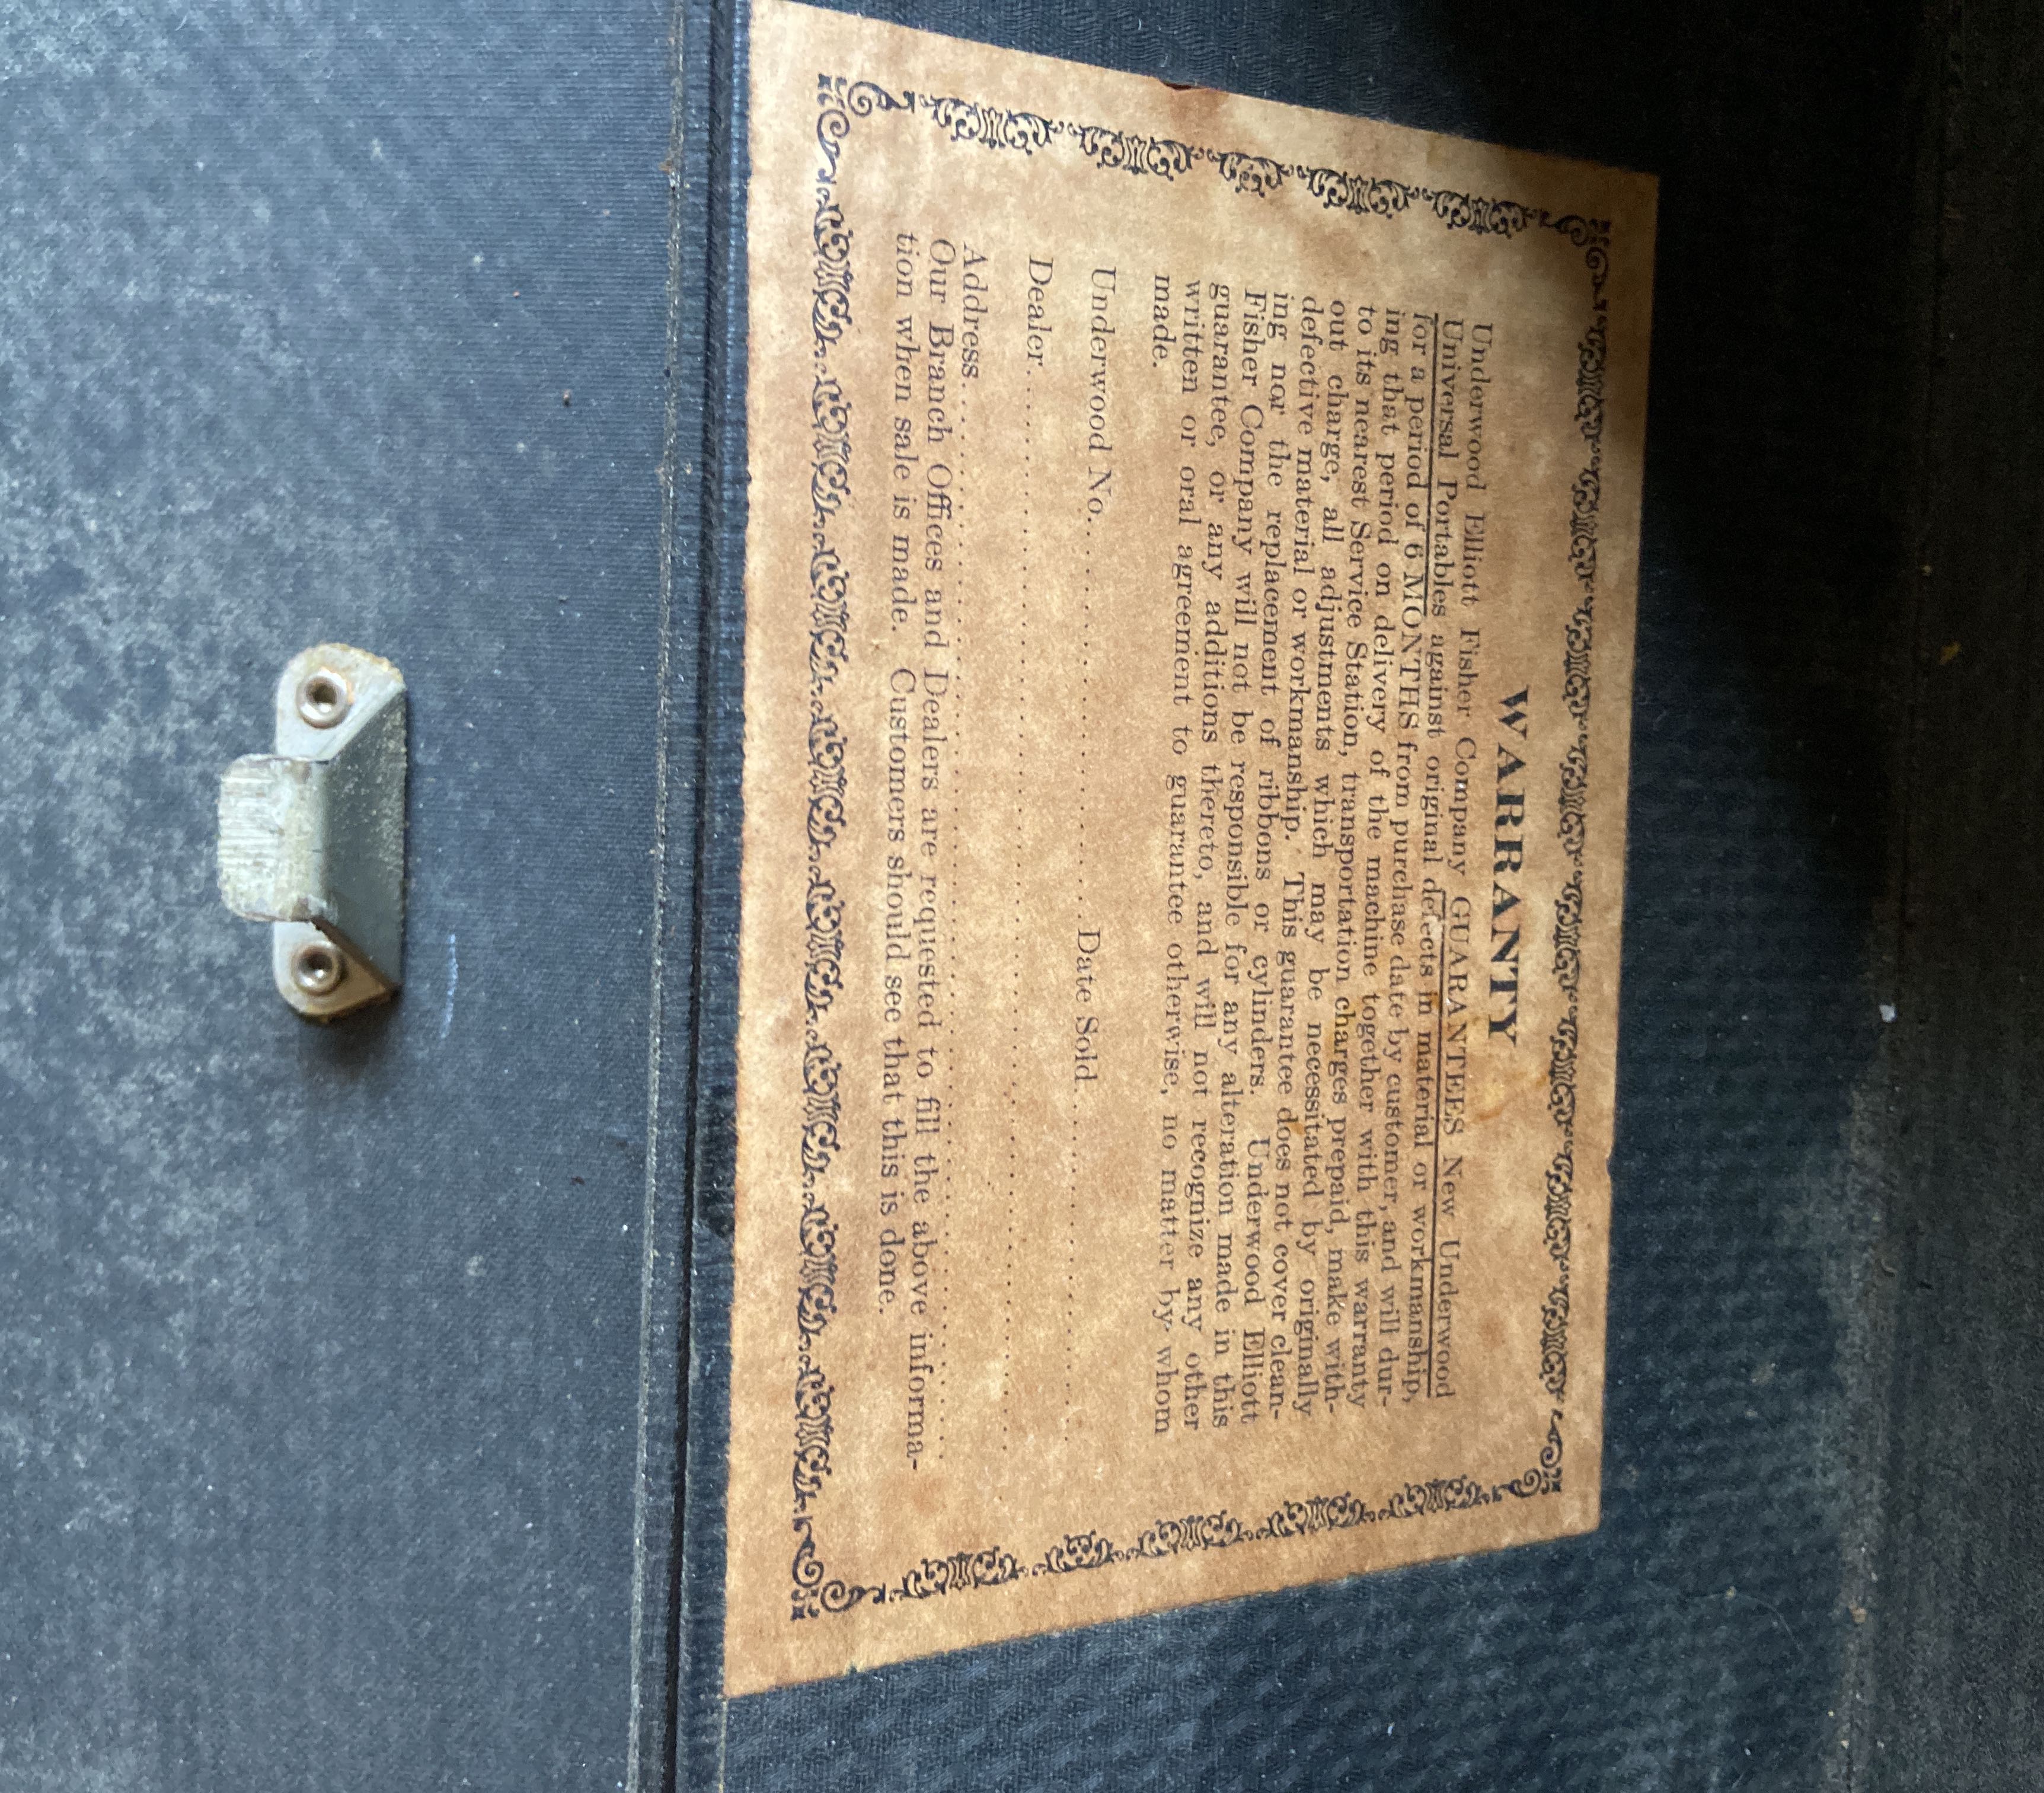 WARRANTY
Underwood Elliott Fisher Company GUARANTEES New Underwood
Universal Portables against original defects in material or workmanship,
for a period of 6 MONTHS from purchase date by customer, and will dur-
ing that period on delivery of the machine together with this warranty
to its nearest Service Station, transportation charges prepaid, make with-
out charge, all adjustments which may be necessitated by originally
defective material or workmanship. This guarantee does not cover clean-
ing nor the replacement of ribbons or cylinders. Underwood Elliott
Fisher Company will not be responsible for any alteration made in this
guarantee, or any additions thereto, and will not recognize any other
written or oral agreement to guarantee otherwise, no matter by whom
made.
Underwood No. Date Sold
Dealer
Address
Our Branch Offices and Dealers are requested to fill the above informa-
tion when sale is made. Customers should see that this is done.